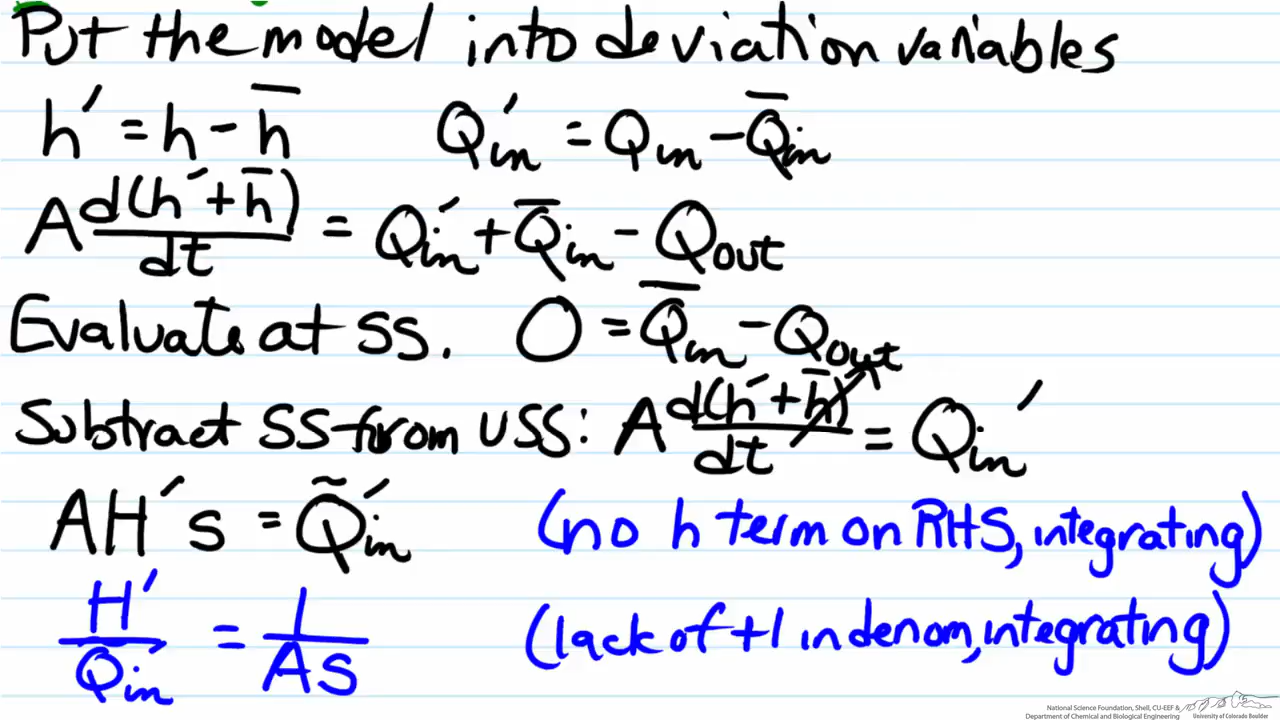 Put the model into deviation variables
h′ = h − h̅    Q′in = Qin − Q̅in
A d(h′ + h̅)/dt = Q′in + Q̅in − Qout
Evaluate at SS. 0 = Q̅in − Qout
Subtract SS from USS: A d(h′ + h̅)/dt = Q′in
AH′s = Q̃′in (no h term on RHS, integrating)
H′/Q′in = 1/As (lack of +1 in denom, integrating)
National Science Foundation, Shell, CU-EEF &
Department of Chemical and Biological Engineering University of Colorado Boulder